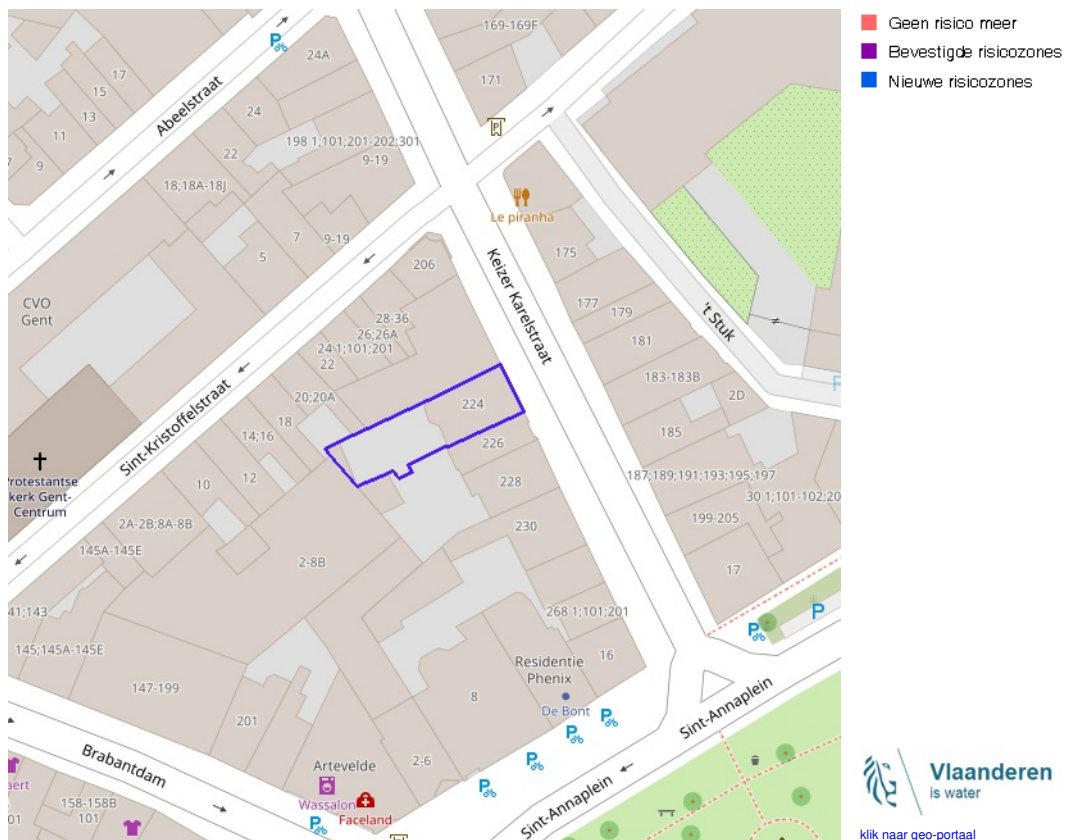 169-169F
171
24A
17
15
13
11
9
Abeelstraat
24
22
18;18A-18J
198 1;101;201-202;301
9-19
Le piranha
7
9-19
5
206
175
177
179
181
Keizer Karelstraat
't Stuk
CVO
Gent
28-36
26;26A
24 1;101;201
22
20;20A
18
14;16
12
10
Sint-Kristoffelstraat
224
226
228
230
183-183B
2D
185
187;189;191;193;195;197
199-205
17
Protestantse
kerk Gent-
Centrum
2A-2B;8A-8B
145A-145E
2-8B
145;145A-145E
147-199
201
268 1;101;201
16
Residentie
Phenix
De Bont
8
2-6
P
P
P
P
P
P
P
P
P
Sint-Annaplein
Sint-Annaplein
Brabantdam
Artevelde
Wassalon
Faceland
158-158B
101
Geen risico meer
Bevestigde risicozones
Nieuwe risicozones
Vlaanderen
is water
klik naar geo-portaal